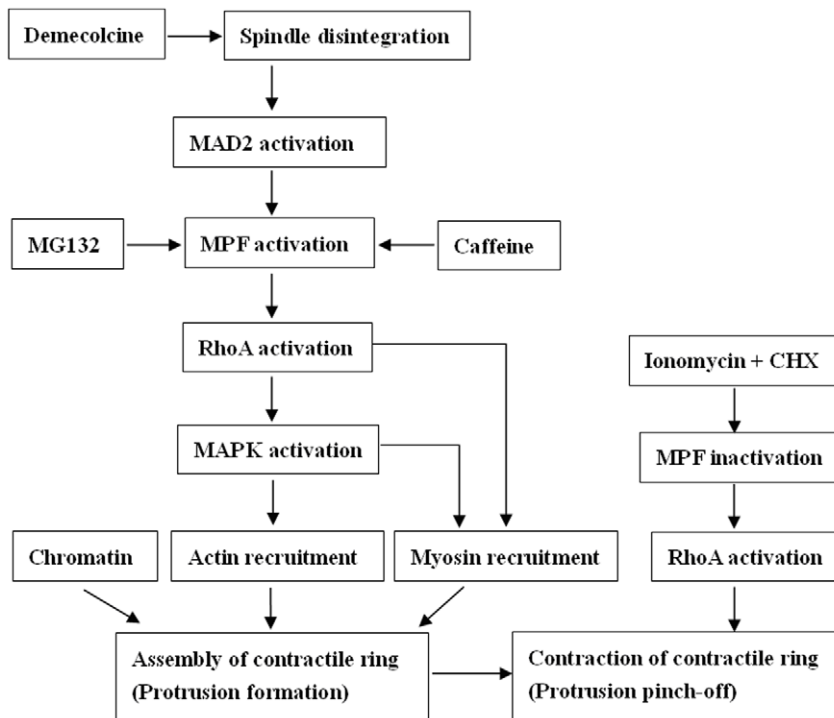 Demecolcine
Spindle disintegration
MAD2 activation
MG132
MPF activation
Caffeine
RhoA activation
Ionomycin + CHX
MAPK activation
MPF inactivation
Chromatin
Actin recruitment
Myosin recruitment
RhoA activation
Assembly of contractile ring
(Protrusion formation)
Contraction of contractile ring
(Protrusion pinch-off)